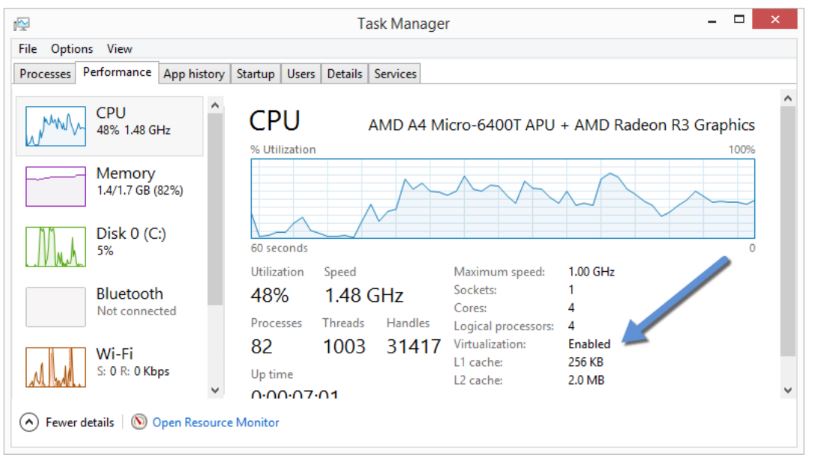 Task Manager
File Options View
Processes Performance App history Startup Users Details Services
CPU
48% 1.48 GHz
Memory
1.4/1.7 GB (82%)
Disk 0 (C:)
5%
Bluetooth
Not connected
Wi-Fi
S: 0 R: 0 Kbps
CPU AMD A4 Micro-6400T APU + AMD Radeon R3 Graphics
% Utilization 100%
60 seconds 0
Utilization Speed
48% 1.48 GHz
Processes Threads Handles
82 1003 31417
Up time
0:00:07:01
Maximum speed: 1.00 GHz
Sockets: 1
Cores: 4
Logical processors: 4
Virtualization: Enabled
L1 cache: 256 KB
L2 cache: 2.0 MB
Fewer details Open Resource Monitor